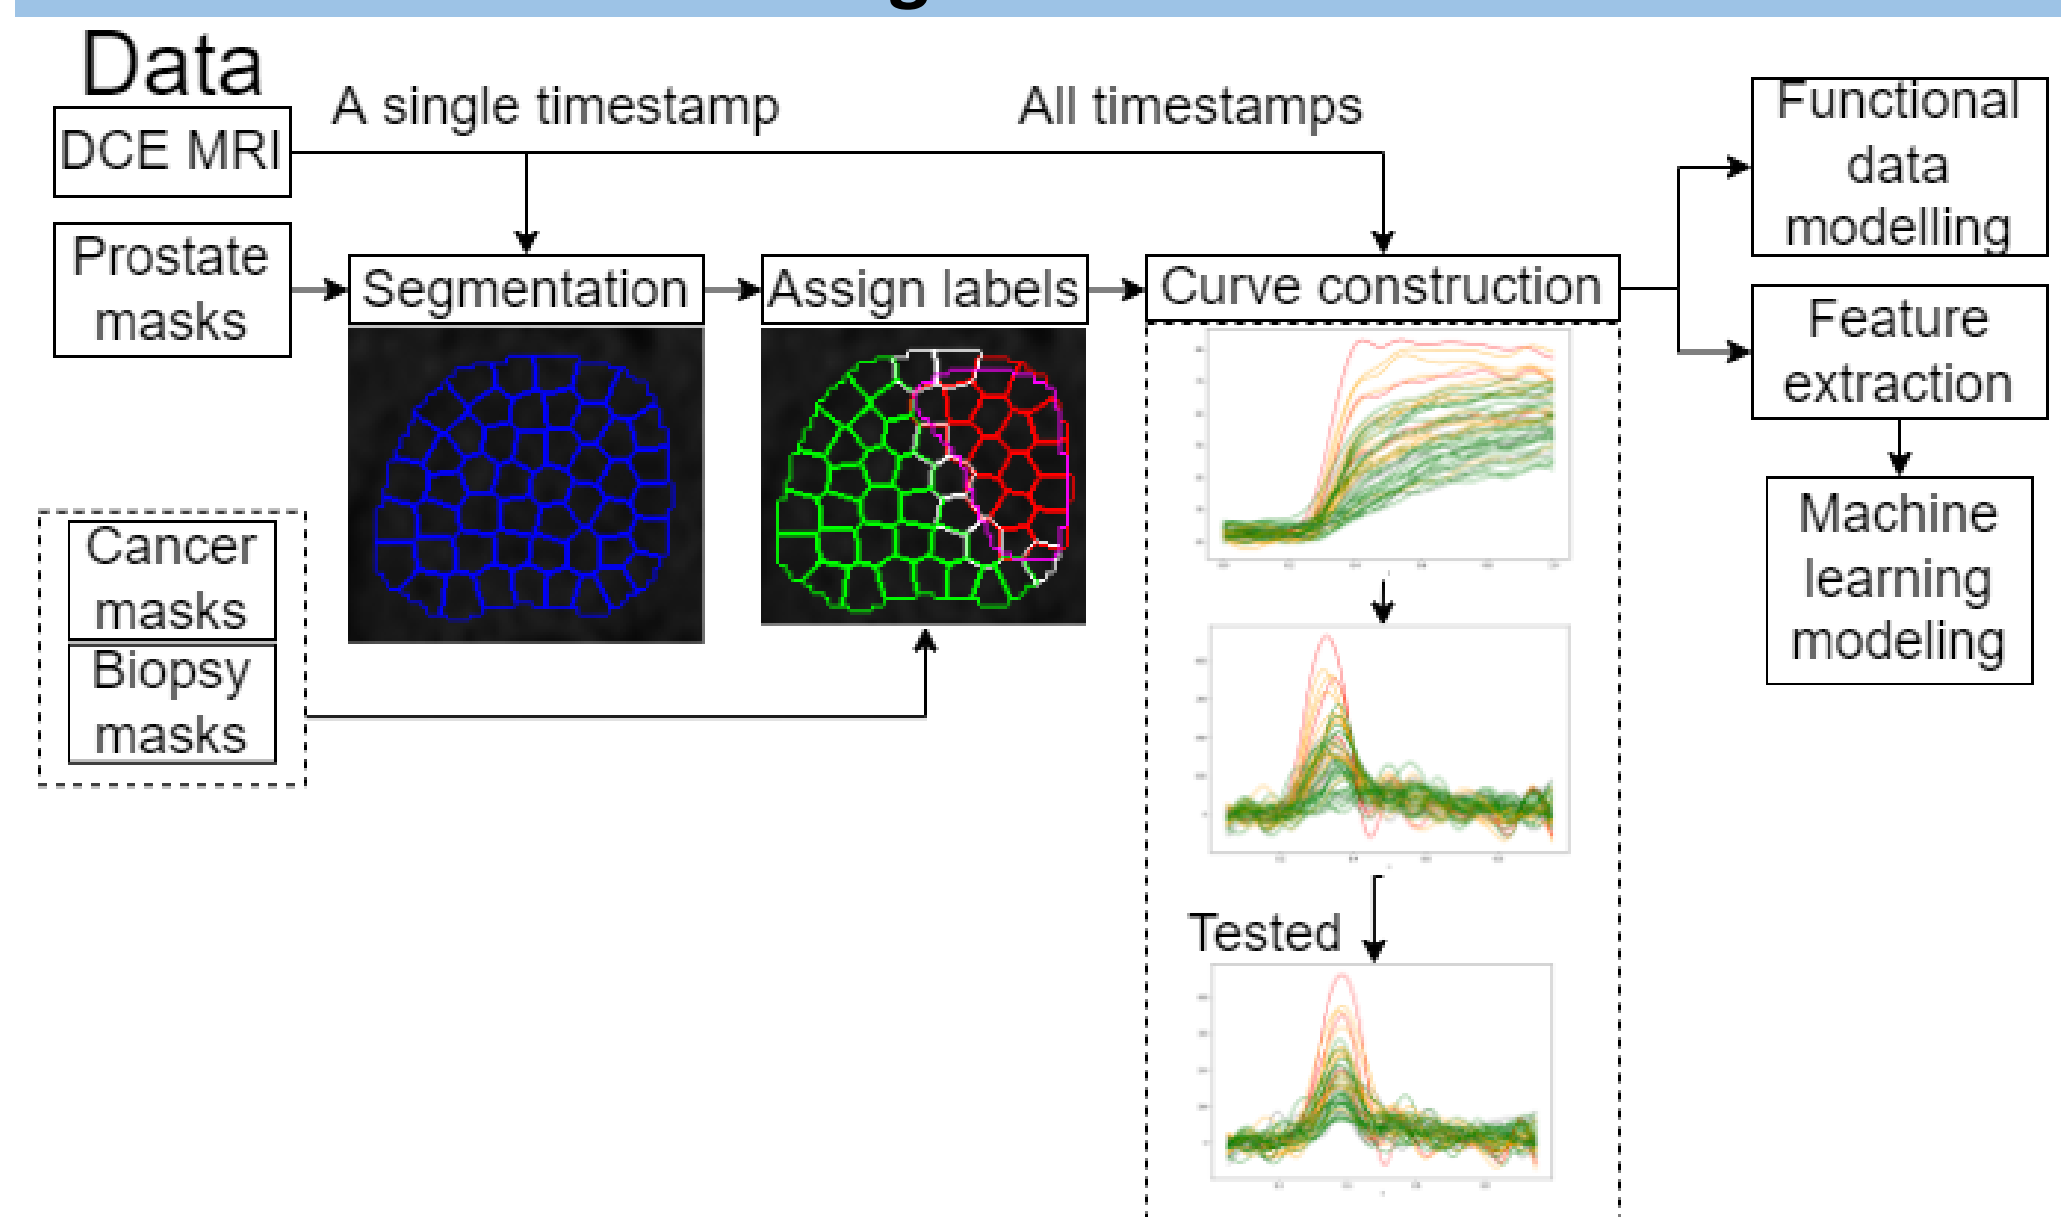 Data
DCE MRI
A single timestamp
All timestamps
Prostate
masks
Segmentation
Assign labels
Curve construction
Functional
data
modelling
Feature
extraction
Machine
learning
modeling
Cancer
masks
Biopsy
masks
Tested